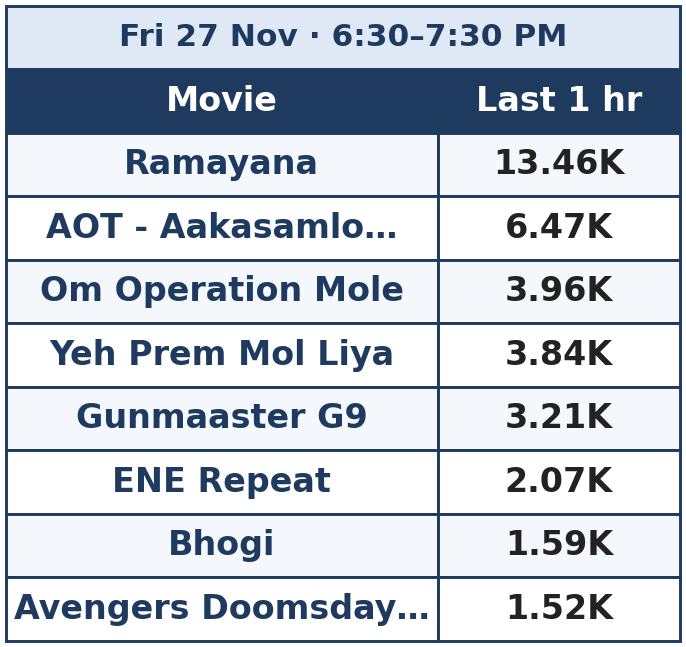 Fri 27 Nov · 6:30–7:30 PM
Movie Last 1 hr
Ramayana 13.46K
AOT - Aakasamlo... 6.47K
Om Operation Mole 3.96K
Yeh Prem Mol Liya 3.84K
Gunmaaster G9 3.21K
ENE Repeat 2.07K
Bhogi 1.59K
Avengers Doomsday... 1.52K